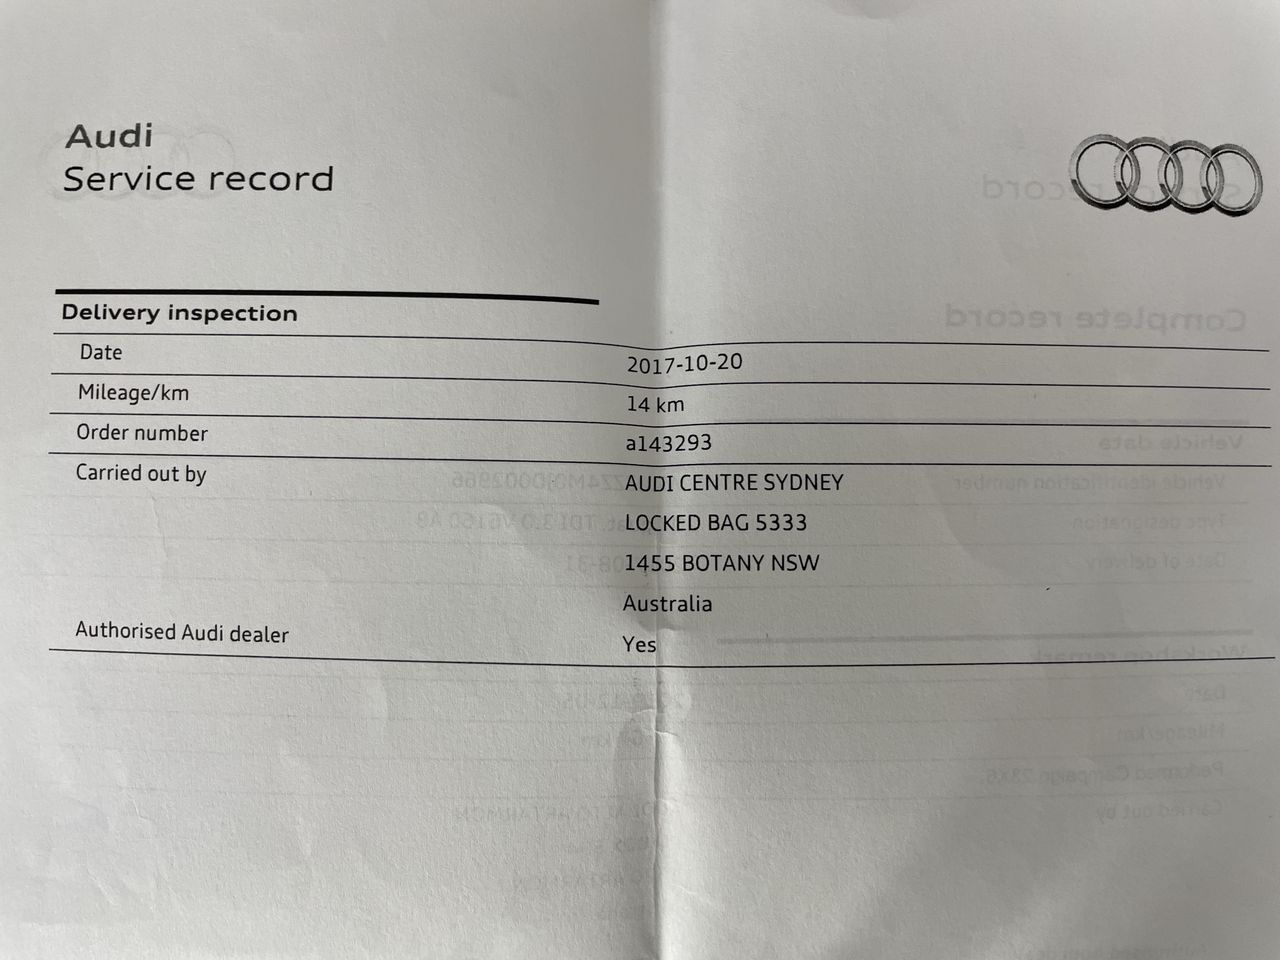 Audi
Service record
Delivery inspection
Date 2017-10-20
Mileage/km 14 km
Order number a143293
Carried out by AUDI CENTRE SYDNEY
LOCKED BAG 5333
1455 BOTANY NSW
Australia
Authorised Audi dealer Yes